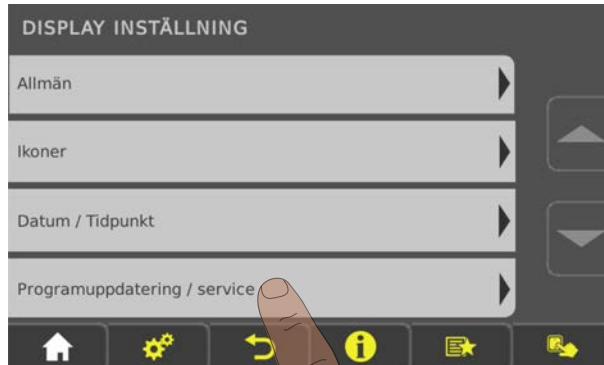 DISPLAY INSTÄLLNING
Allmän
Ikoner
Datum / Tidpunkt
Programuppdatering / service